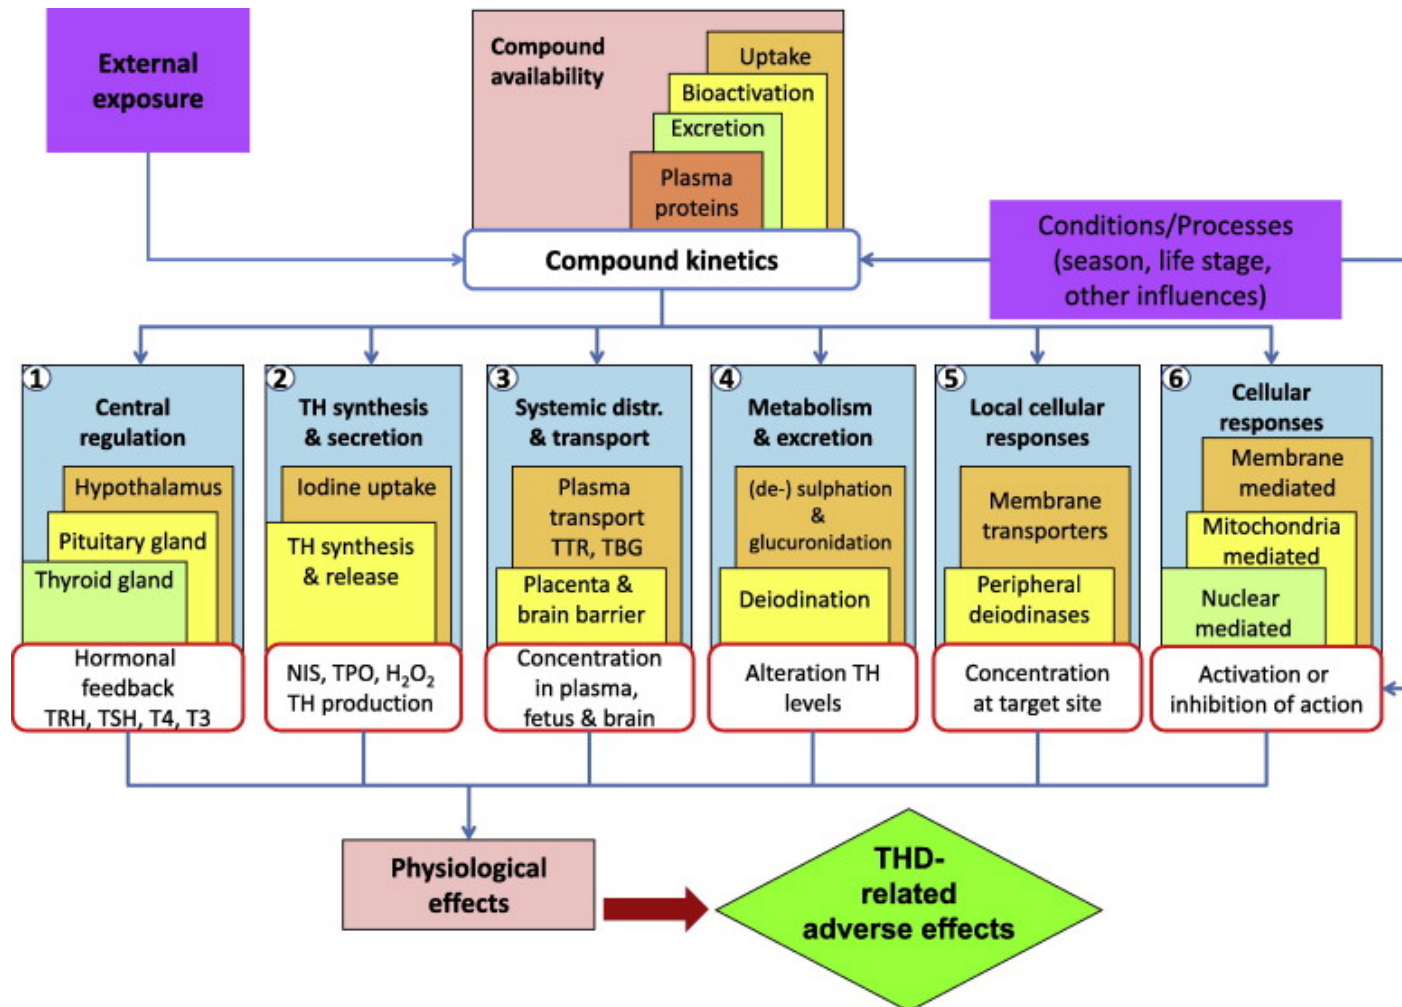 External
exposure
Compound
availability
Uptake
Bioactivation
Excretion
Plasma
proteins
Compound kinetics
Conditions/Processes
(season, life stage,
other influences)
1
Central
regulation
Hypothalamus
Pituitary gland
Thyroid gland
Hormonal
feedback
TRH, TSH, T4, T3
2
TH synthesis
& secretion
Iodine uptake
TH synthesis
& release
NIS, TPO, H₂O₂
TH production
3
Systemic distr.
& transport
Plasma
transport
TTR, TBG
Placenta &
brain barrier
Concentration
in plasma,
fetus & brain
4
Metabolism
& excretion
(de-) sulphation
&
glucuronidation
Deiodination
Alteration TH
levels
5
Local cellular
responses
Membrane
transporters
Peripheral
deiodinases
Concentration
at target site
6
Cellular
responses
Membrane
mediated
Mitochondria
mediated
Nuclear
mediated
Activation or
inhibition of action
Physiological
effects
THD-
related
adverse effects